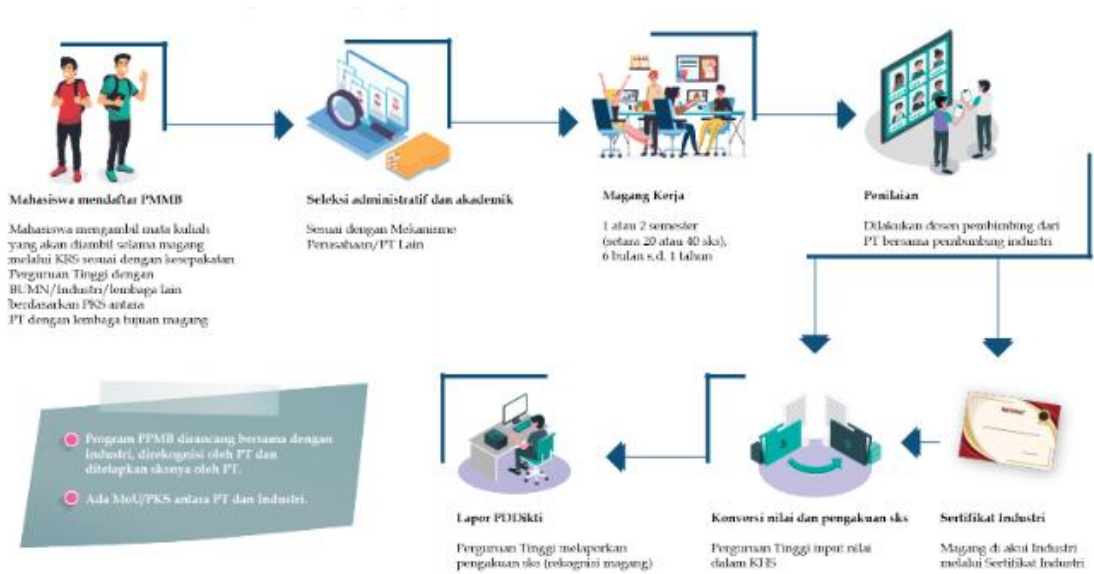 Mahasiswa mendaftar PMMB
Mahasiswa mengambil mata kuliah
yang akan diambil selama magang
melalui KRS sesuai dengan kesepakatan
Perguruan Tinggi dengan
BUMN/Industri/lembaga lain
berdasarkan PKS antara
PT dengan lembaga tujuan magang
Seleksi administratif dan akademik
Sesuai dengan Mekanisme
Perusahaan/PT Lain
Magang Kerja
1 atau 2 semester
(setara 20 atau 40 sks),
6 bulan s.d. 1 tahun
Penilaian
Dilakukan dosen pembimbing dari
PT bersama pembimbung industri
Program PPMB dirancang bersama dengan
industri, direkognisi oleh PT dan
ditetapkan sksnya oleh PT.
Ada MoU/PKS antara PT dan Industri.
Lapor PDDikti
Perguruan Tinggi melaporkan
pengakuan sks (rekognisi magang)
Konversi nilai dan pengakuan sks
Perguruan Tinggi input nilai
dalam KHS
Sertifikat Industri
Magang di akui Industri
melalui Sertifikat Industri